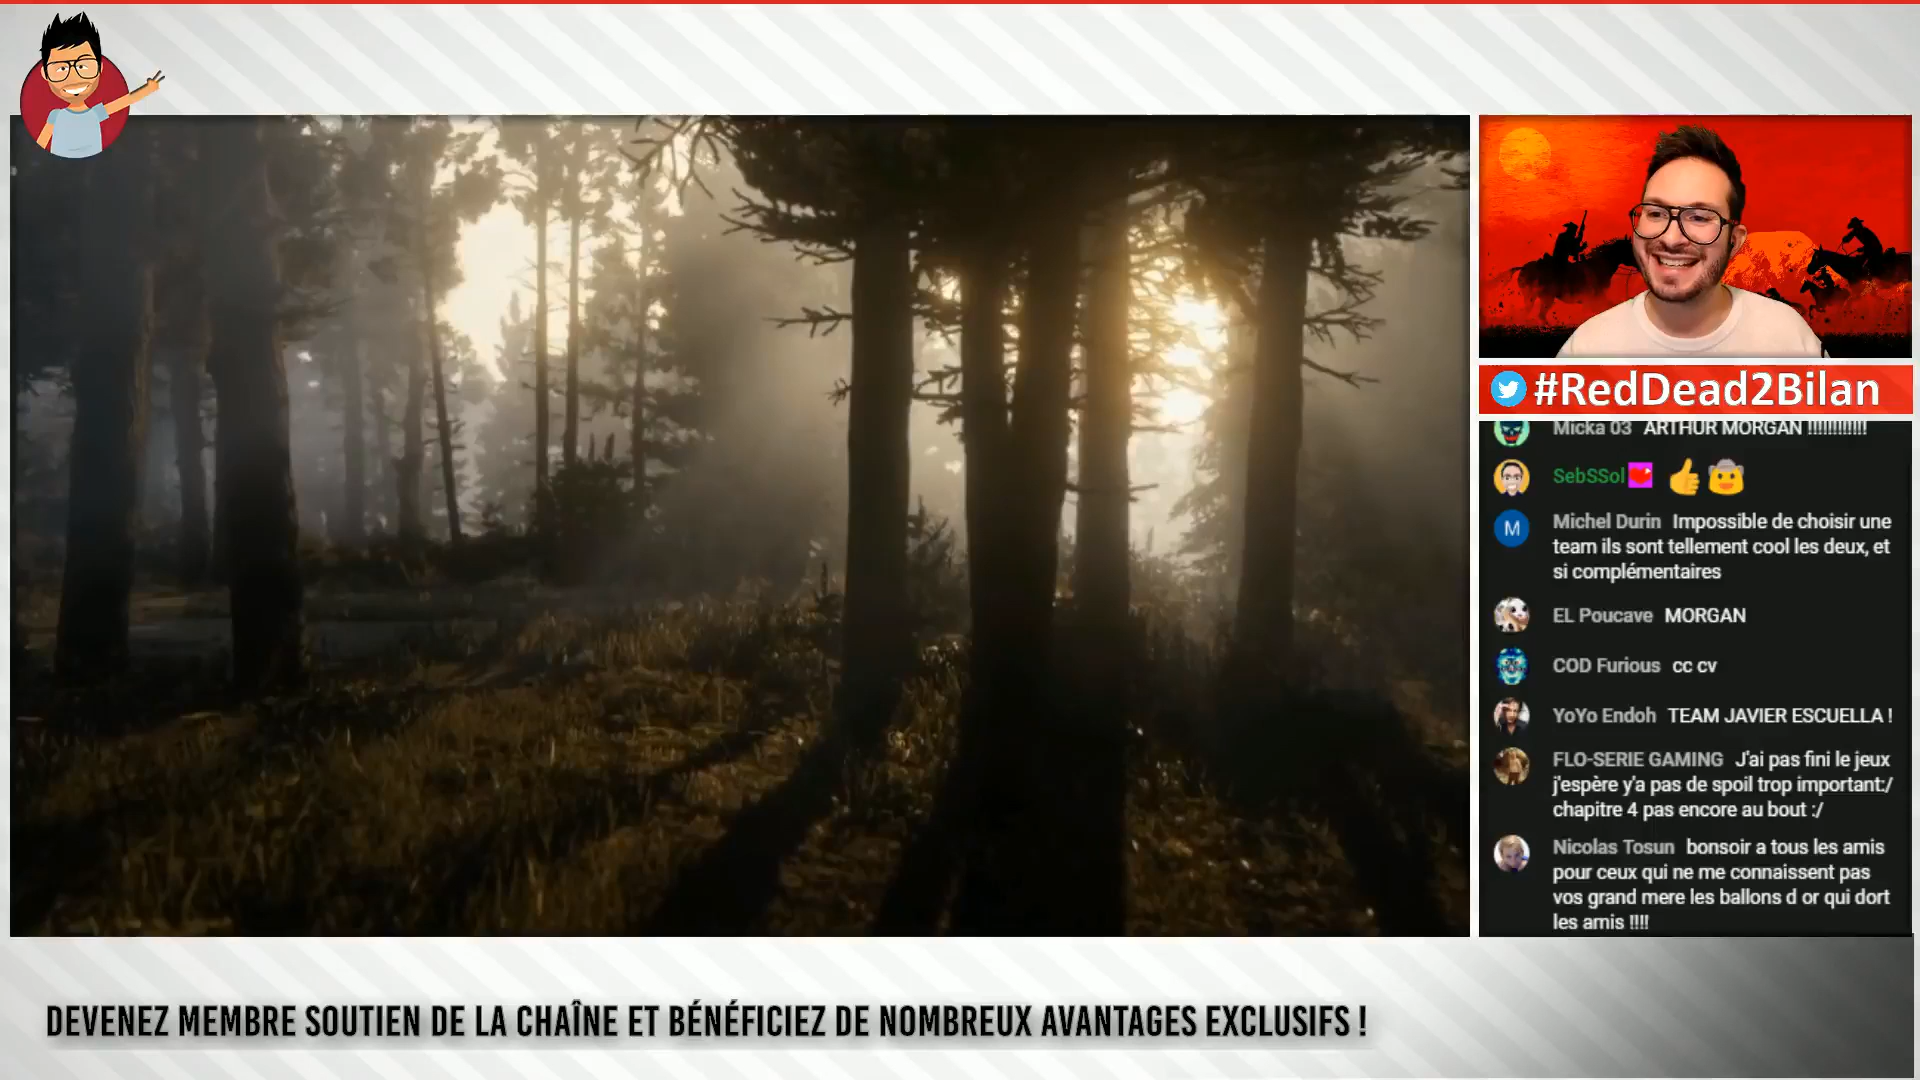 #RedDead2Bilan
Micka 03 ARTHUR MORGAN !!!!!!!!!!!!
SebSSol
M
Michel Durin Impossible de choisir une
team ils sont tellement cool les deux, et
si complémentaires
EL Poucave MORGAN
COD Furious cc cv
YoYo Endoh TEAM JAVIER ESCUELLA !
FLO-SERIE GAMING J'ai pas fini le jeux
j'espère y'a pas de spoil trop important:/
chapitre 4 pas encore au bout :/
Nicolas Tosun bonsoir a tous les amis
pour ceux qui ne me connaissent pas
vos grand mere les ballons d or qui dort
les amis !!!!
DEVENEZ MEMBRE SOUTIEN DE LA CHAÎNE ET BÉNÉFICIEZ DE NOMBREUX AVANTAGES EXCLUSIFS !